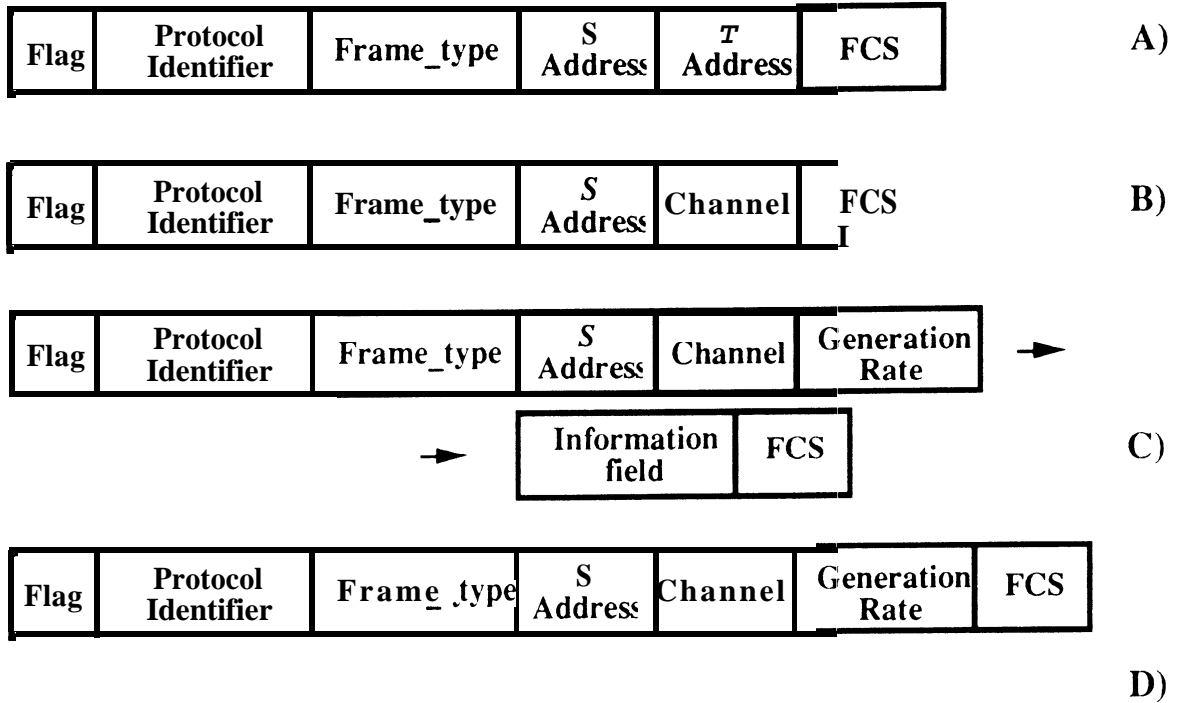 Flag Protocol Identifier Frame_type S Address T Address FCS A)
Flag Protocol Identifier Frame_type S Address Channel FCS I B)
Flag Protocol Identifier Frame_type S Address Channel Generation Rate
Information field FCS C)
Flag Protocol Identifier Frame_type S Address Channel Generation Rate FCS
D)